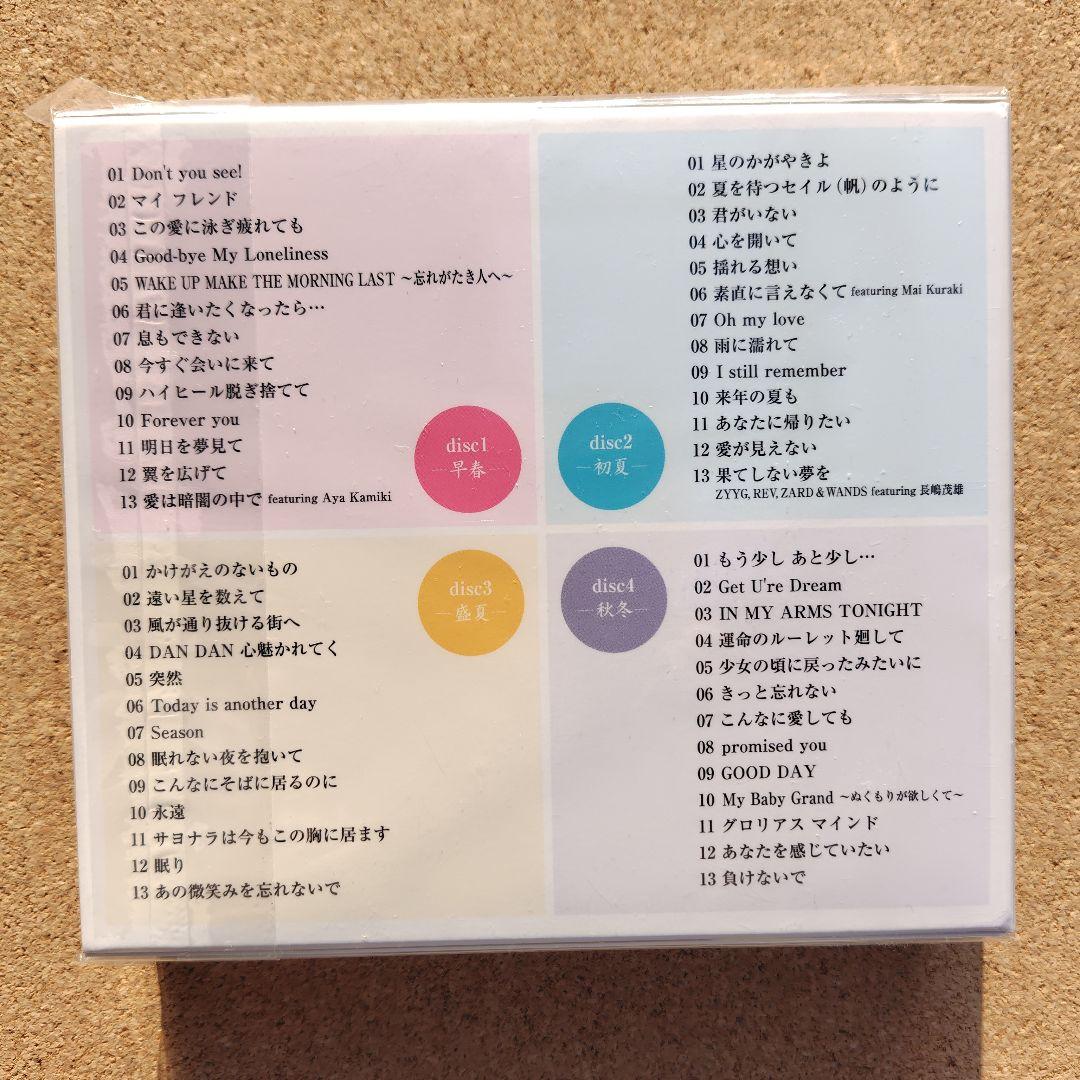 01 Don't you see!
02 マイ フレンド
03 この愛に泳ぎ疲れても
04 Good-bye My Loneliness
05 WAKE UP MAKE THE MORNING LAST ～忘れがたき人へ～
06 君に逢いたくなったら…
07 息もできない
08 今すぐ会いに来て
09 ハイヒール脱ぎ捨てて
10 Forever you
11 明日を夢見て
12 翼を広げて
13 愛は暗闇の中で featuring Aya Kamiki
disc1
早春
01 星のかがやきよ
02 夏を待つセイル(帆)のように
03 君がいない
04 心を開いて
05 揺れる想い
06 素直に言えなくて featuring Mai Kuraki
07 Oh my love
08 雨に濡れて
09 I still remember
10 来年の夏も
11 あなたに帰りたい
12 愛が見えない
13 果てしない夢を
ZYYG, REV, ZARD & WANDS featuring 長嶋茂雄
disc2
初夏
01 かけがえのないもの
02 遠い星を数えて
03 風が通り抜ける街へ
04 DAN DAN 心魅かれてく
05 突然
06 Today is another day
07 Season
08 眠れない夜を抱いて
09 こんなにそばに居るのに
10 永遠
11 サヨナラは今もこの胸に居ます
12 眠り
13 あの微笑みを忘れないで
disc3
盛夏
01 もう少し あと少し…
02 Get U're Dream
03 IN MY ARMS TONIGHT
04 運命のルーレット廻して
05 少女の頃に戻ったみたいに
06 きっと忘れない
07 こんなに愛しても
08 promised you
09 GOOD DAY
10 My Baby Grand ～ぬくもりが欲しくて～
11 グロリアス マインド
12 あなたを感じていたい
13 負けないで
disc4
秋冬